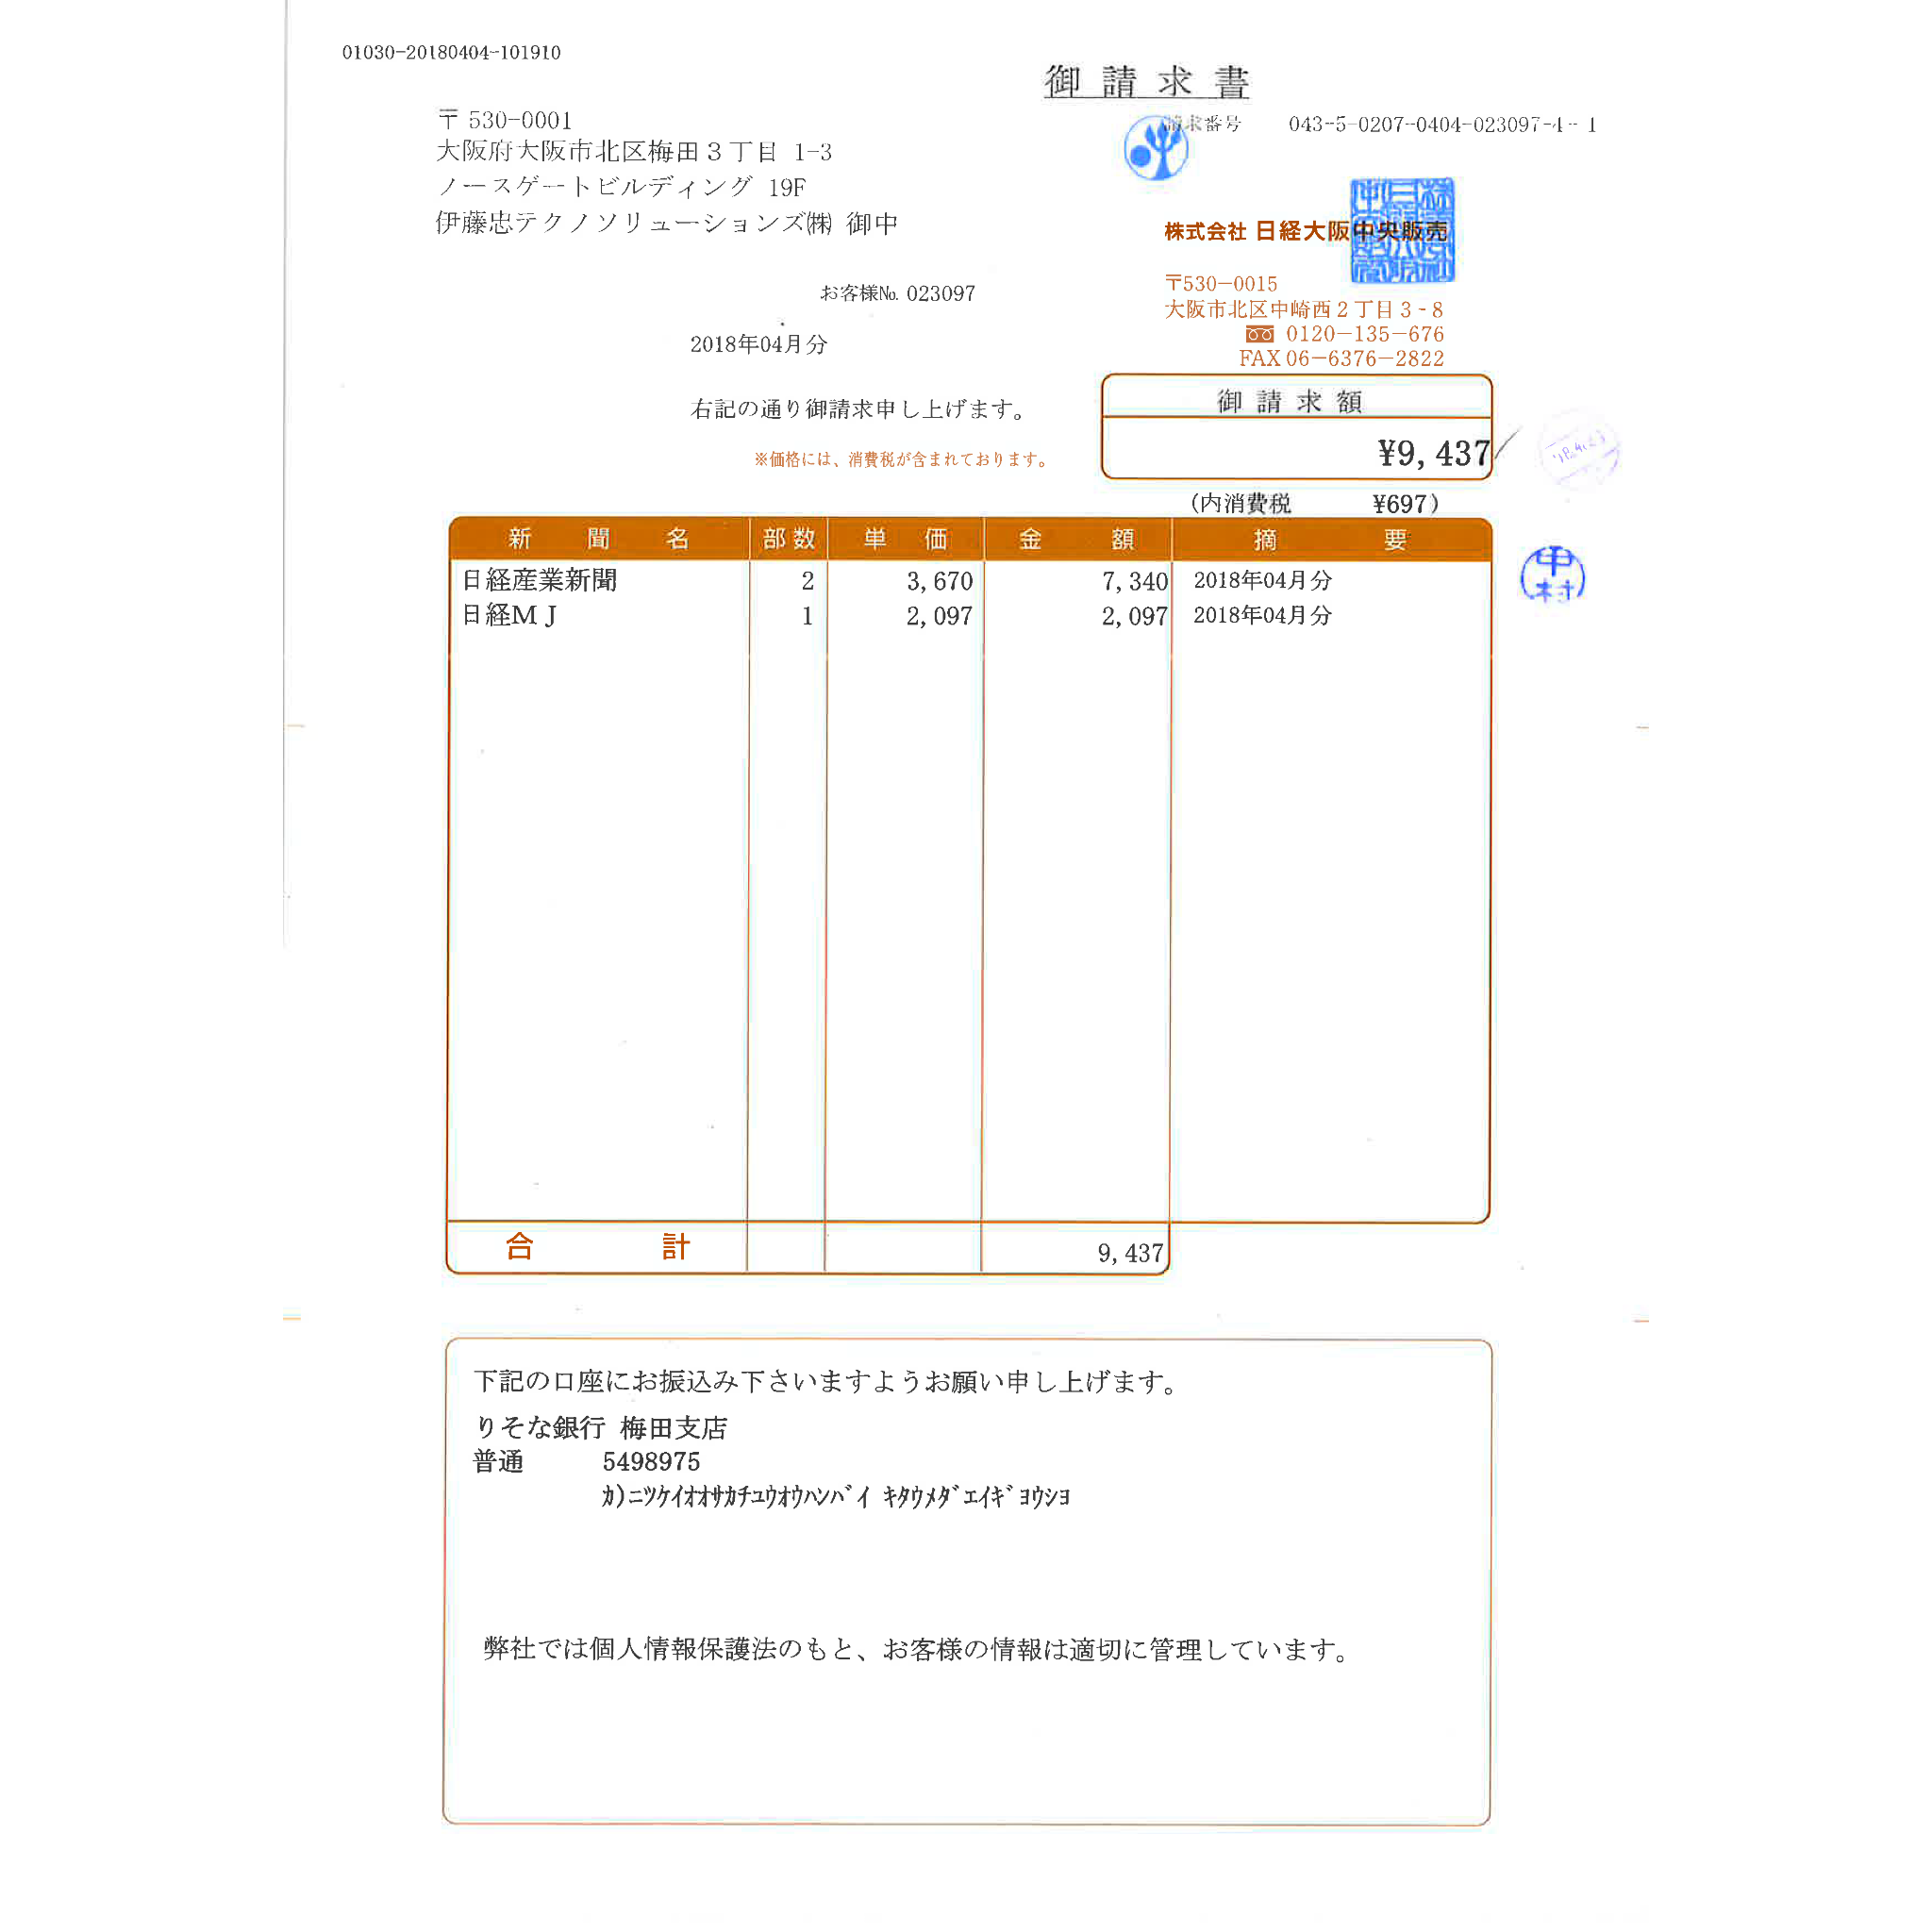 01030-20180404-101910
御請求書
請求番号 043-5-0207-0404-023097-4-1
〒530-0001
大阪府大阪市北区梅田３丁目 1-3
ノースゲートビルディング 19F
伊藤忠テクノソリューションズ㈱ 御中
株式会社 日経大阪中央販売
〒530-0015
大阪市北区中崎西２丁目３-８
0120-135-676
FAX 06-6376-2822
お客様№ 023097
2018年04月分
右記の通り御請求申し上げます。
※価格には、消費税が含まれております。
御請求額
¥9,437
(内消費税 ¥697)
新聞名 部数 単価 金額 摘要
日経産業新聞 2 3,670 7,340 2018年04月分
日経ＭＪ 1 2,097 2,097 2018年04月分
中村
合計 9,437
下記の口座にお振込み下さいますようお願い申し上げます。
りそな銀行 梅田支店
普通 5498975
ｶ)ﾆﾂｹｲｵｵｻｶﾁﾕｳｵｳﾊﾝﾊﾞｲ ｷﾀｳﾒﾀﾞｴｲｷﾞﾖｳｼﾖ
弊社では個人情報保護法のもと、お客様の情報は適切に管理しています。